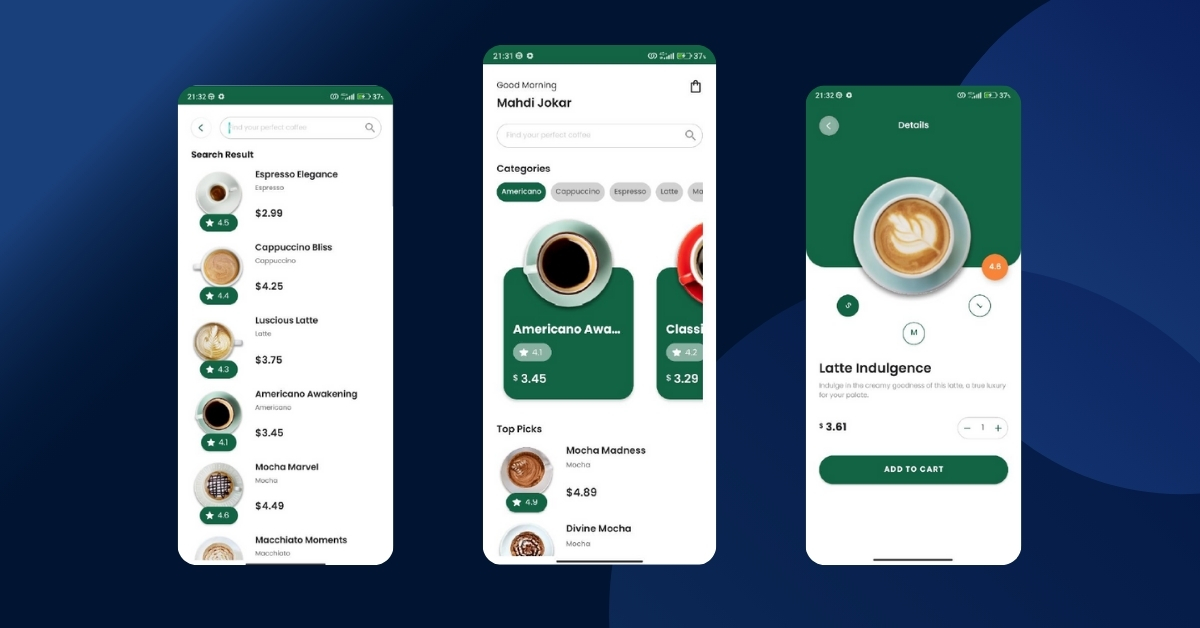 21:32
37%
Find your perfect coffee
Search Result
Espresso Elegance
Espresso
$2.99
4.5
Cappuccino Bliss
Cappuccino
$4.25
4.4
Luscious Latte
Latte
$3.75
4.3
Americano Awakening
Americano
$3.45
4.1
Mocha Marvel
Mocha
$4.49
4.6
Macchiato Moments
Macchiato
21:31
37%
Good Morning
Mahdi Jokar
Find your perfect coffee
Categories
Americano Cappuccino Espresso Latte Mo
Americano Awa... Classi
4.1 4.2
$ 3.45 $ 3.29
Top Picks
Mocha Madness
Mocha
$4.89
4.9
Divine Mocha
Mocha
21:32
37%
Details
4.8
S
M
L
Latte Indulgence
Indulge in the creamy goodness of this latte, a true luxury
for your palate.
$ 3.61
− 1 +
ADD TO CART